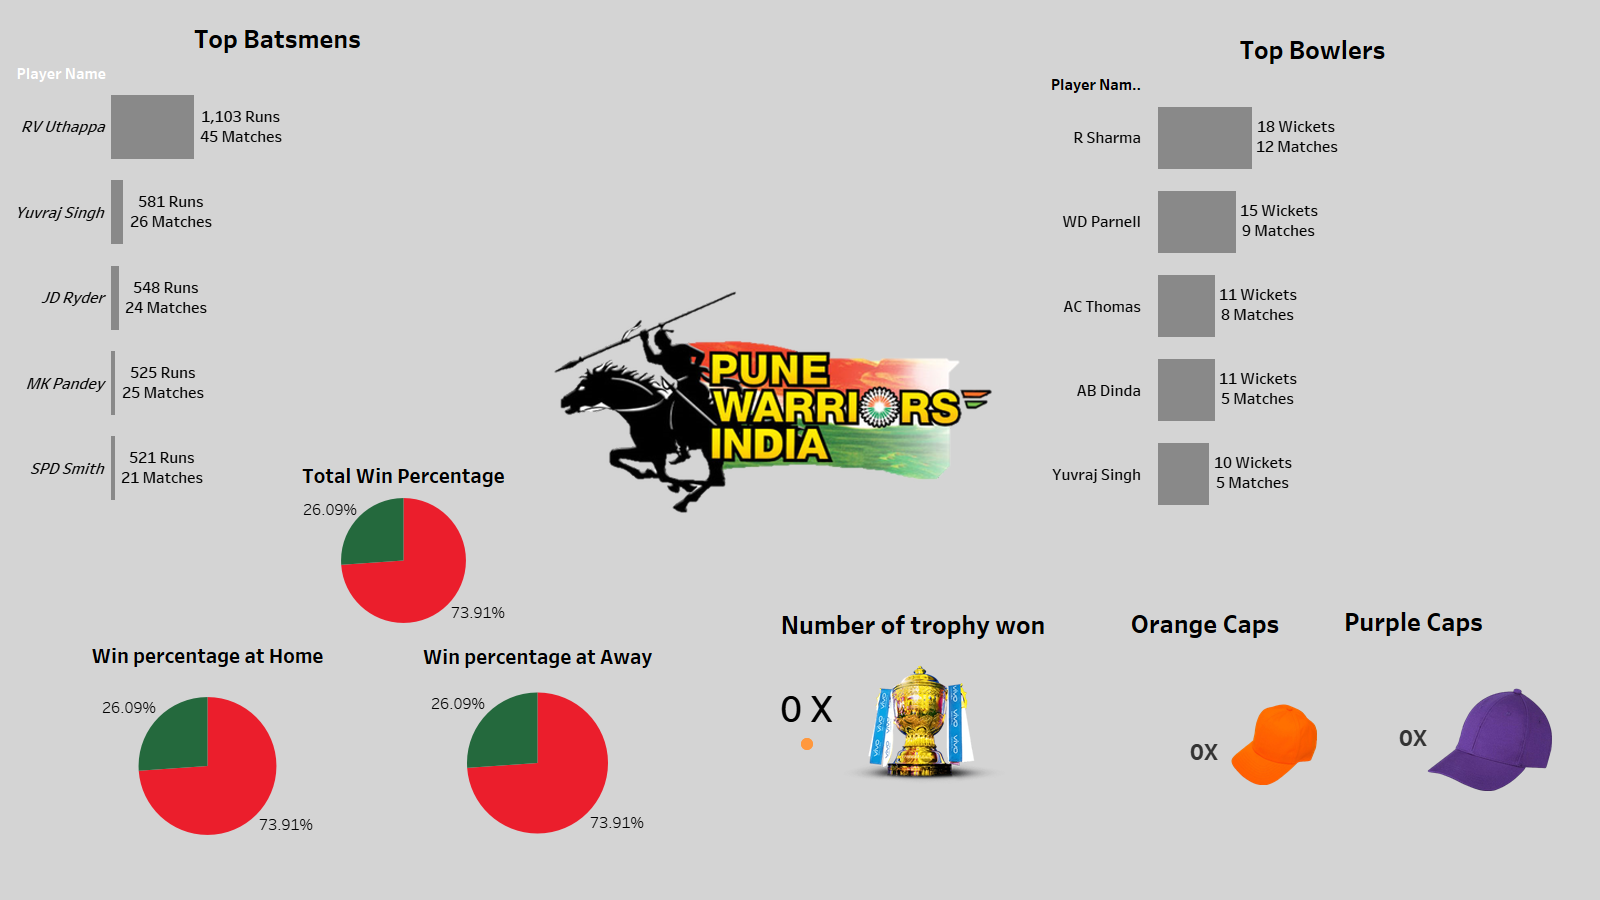 Top Batsmens
Player Name
RV Uthappa
1,103 Runs
45 Matches
Yuvraj Singh
581 Runs
26 Matches
JD Ryder
548 Runs
24 Matches
MK Pandey
525 Runs
25 Matches
SPD Smith
521 Runs
21 Matches
Top Bowlers
Player Nam..
R Sharma
18 Wickets
12 Matches
WD Parnell
15 Wickets
9 Matches
AC Thomas
11 Wickets
8 Matches
AB Dinda
11 Wickets
5 Matches
Yuvraj Singh
10 Wickets
5 Matches
PUNE
WARRIORS
INDIA
Total Win Percentage
26.09%
73.91%
Win percentage at Home
26.09%
73.91%
Win percentage at Away
26.09%
73.91%
Number of trophy won
0 X
vivo
vivo
vivo
vivo
Orange Caps
0X
Purple Caps
0X